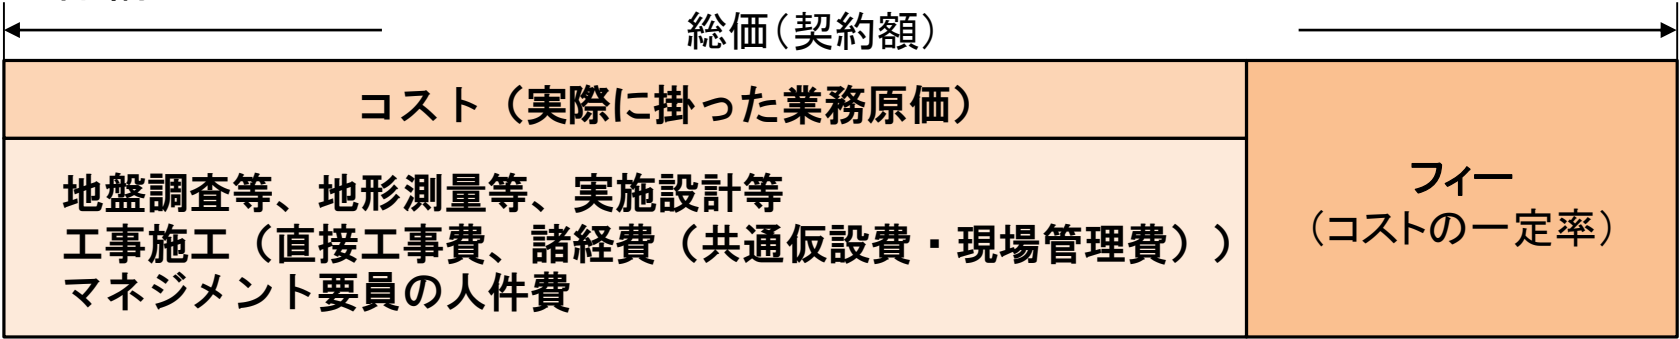 総価（契約額）
コスト（実際に掛った業務原価）
地盤調査等、地形測量等、実施設計等
工事施工（直接工事費、諸経費（共通仮設費・現場管理費））
マネジメント要員の人件費
フィー
（コストの一定率）